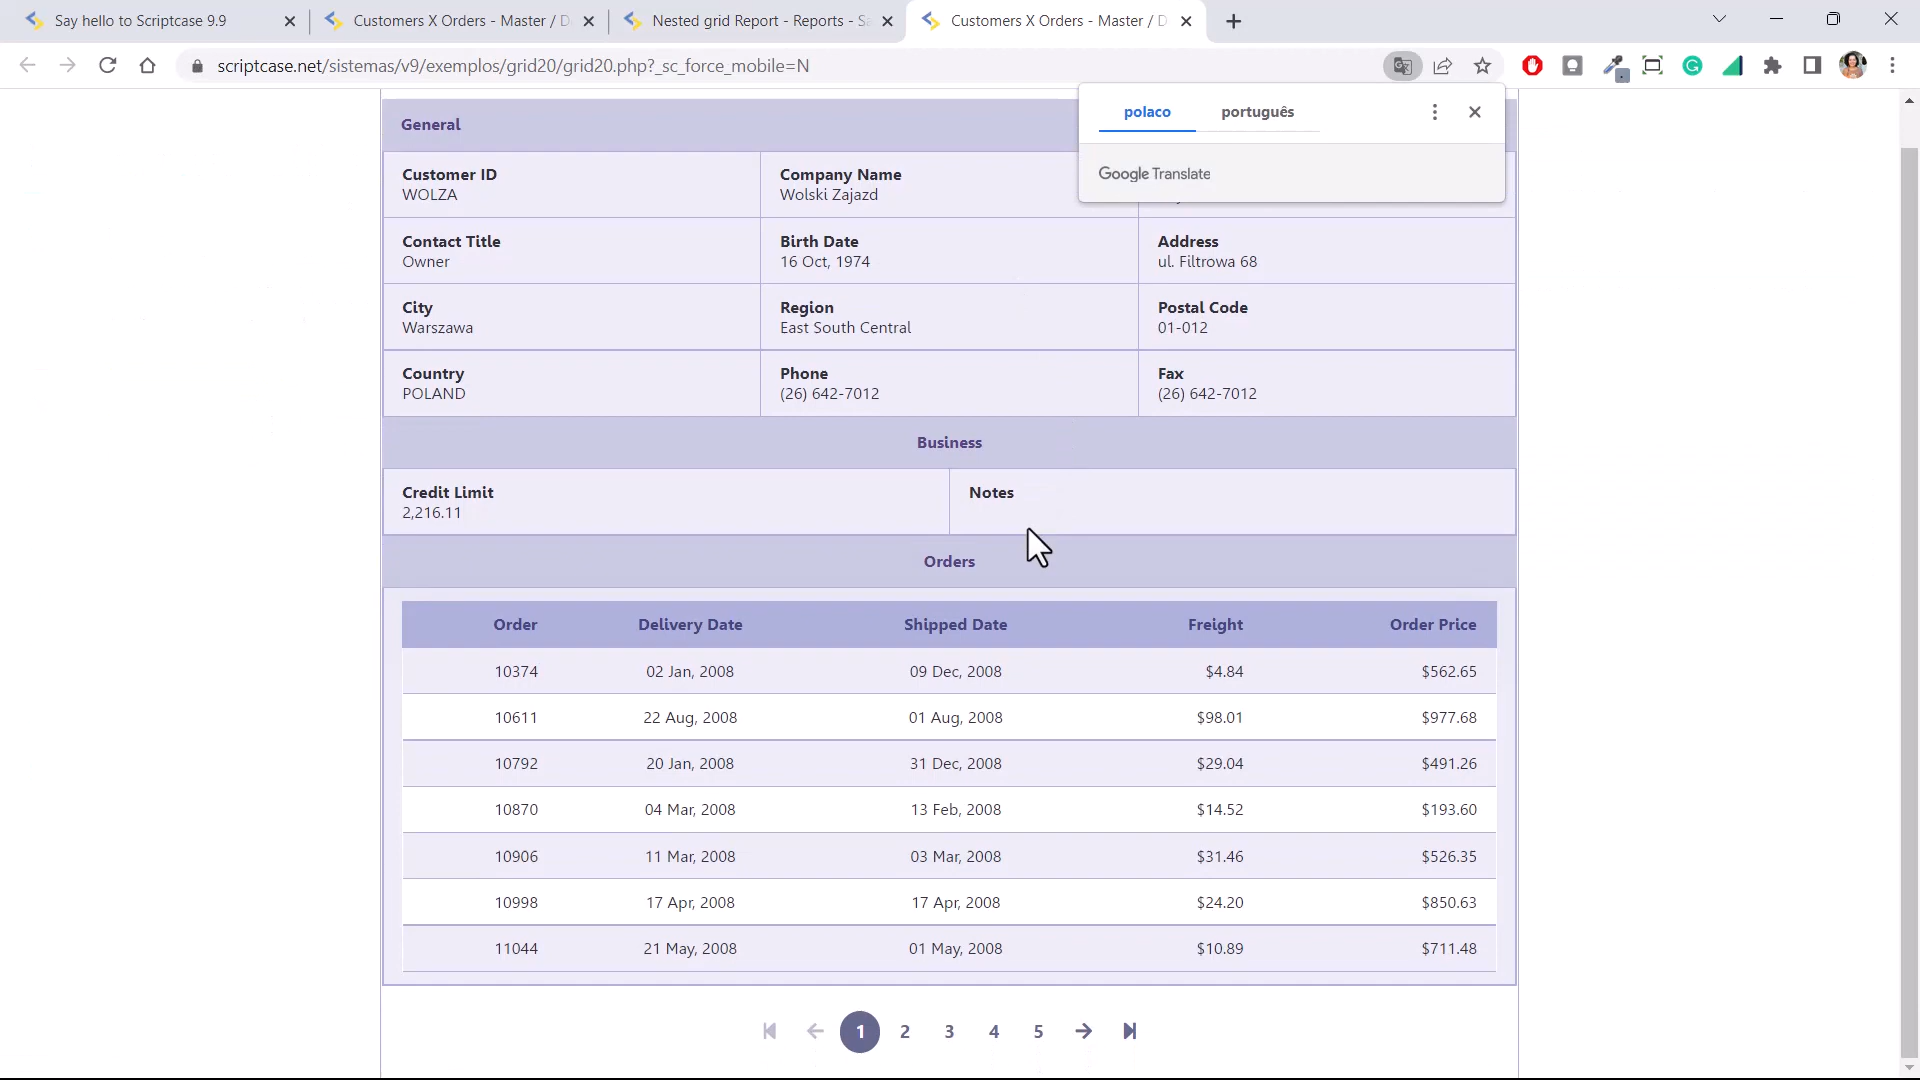 Say hello to Scriptcase 9.9
Customers X Orders - Master / D
Nested grid Report - Reports - Sa
Customers X Orders - Master / D
scriptcase.net/sistemas/v9/exemplos/grid20/grid20.php?_sc_force_mobile=N
polaco português
Google Translate
General
Customer ID Company Name
WOLZA Wolski Zajazd
Contact Title Birth Date Address
Owner 16 Oct, 1974 ul. Filtrowa 68
City Region Postal Code
Warszawa East South Central 01-012
Country Phone Fax
POLAND (26) 642-7012 (26) 642-7012
Business
Credit Limit Notes
2,216.11
Orders
Order Delivery Date Shipped Date Freight Order Price
10374 02 Jan, 2008 09 Dec, 2008 $4.84 $562.65
10611 22 Aug, 2008 01 Aug, 2008 $98.01 $977.68
10792 20 Jan, 2008 31 Dec, 2008 $29.04 $491.26
10870 04 Mar, 2008 13 Feb, 2008 $14.52 $193.60
10906 11 Mar, 2008 03 Mar, 2008 $31.46 $526.35
10998 17 Apr, 2008 17 Apr, 2008 $24.20 $850.63
11044 21 May, 2008 01 May, 2008 $10.89 $711.48
1 2 3 4 5